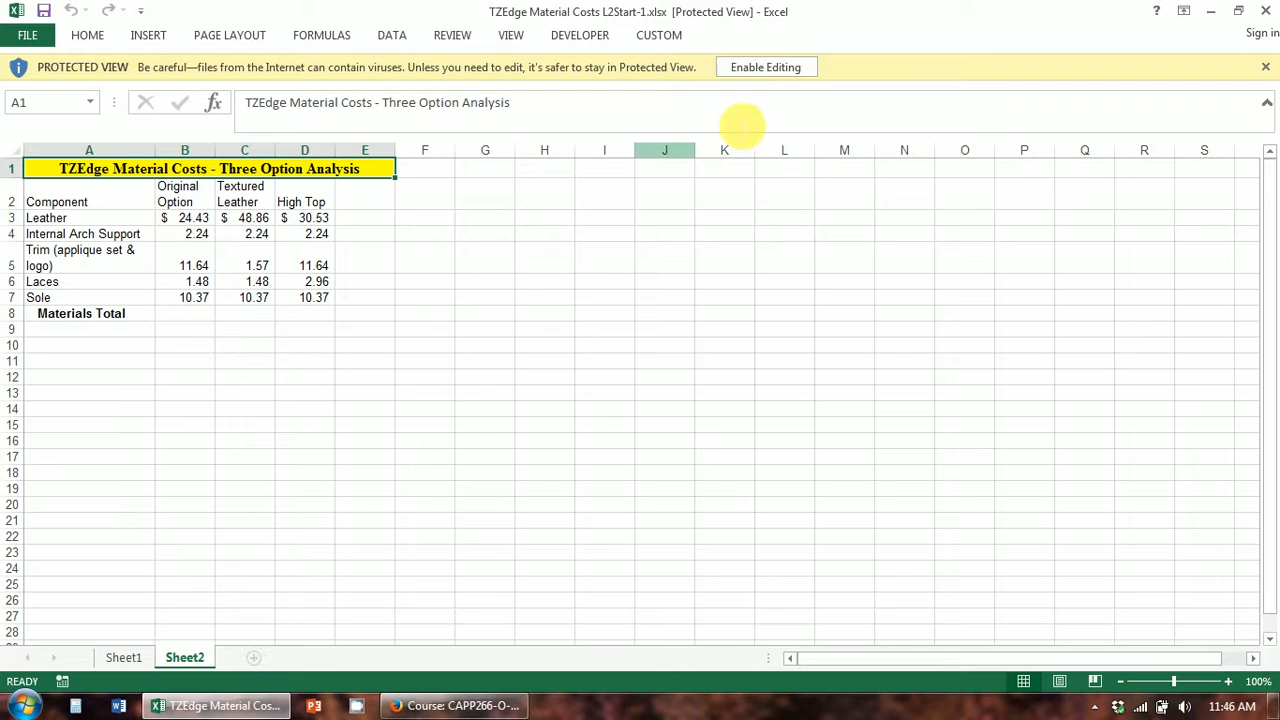 TZEdge Material Costs L2Start-1.xlsx [Protected View] - Excel
?
FILE HOME INSERT PAGE LAYOUT FORMULAS DATA REVIEW VIEW DEVELOPER CUSTOM Sign in
PROTECTED VIEW Be careful—files from the Internet can contain viruses. Unless you need to edit, it's safer to stay in Protected View. Enable Editing
A1 fx TZEdge Material Costs - Three Option Analysis
A B C D E F G H I J K L M N O P Q R S
1 TZEdge Material Costs - Three Option Analysis
Original Textured
2 Component Option Leather High Top
3 Leather $ 24.43 $ 48.86 $ 30.53
4 Internal Arch Support 2.24 2.24 2.24
Trim (applique set &
5 logo) 11.64 1.57 11.64
6 Laces 1.48 1.48 2.96
7 Sole 10.37 10.37 10.37
8 Materials Total
9
10
11
12
13
14
15
16
17
18
19
20
21
22
23
24
25
26
27
28
Sheet1 Sheet2
READY 100%
TZEdge Material Cos... Course: CAPP266-O-... 11:46 AM